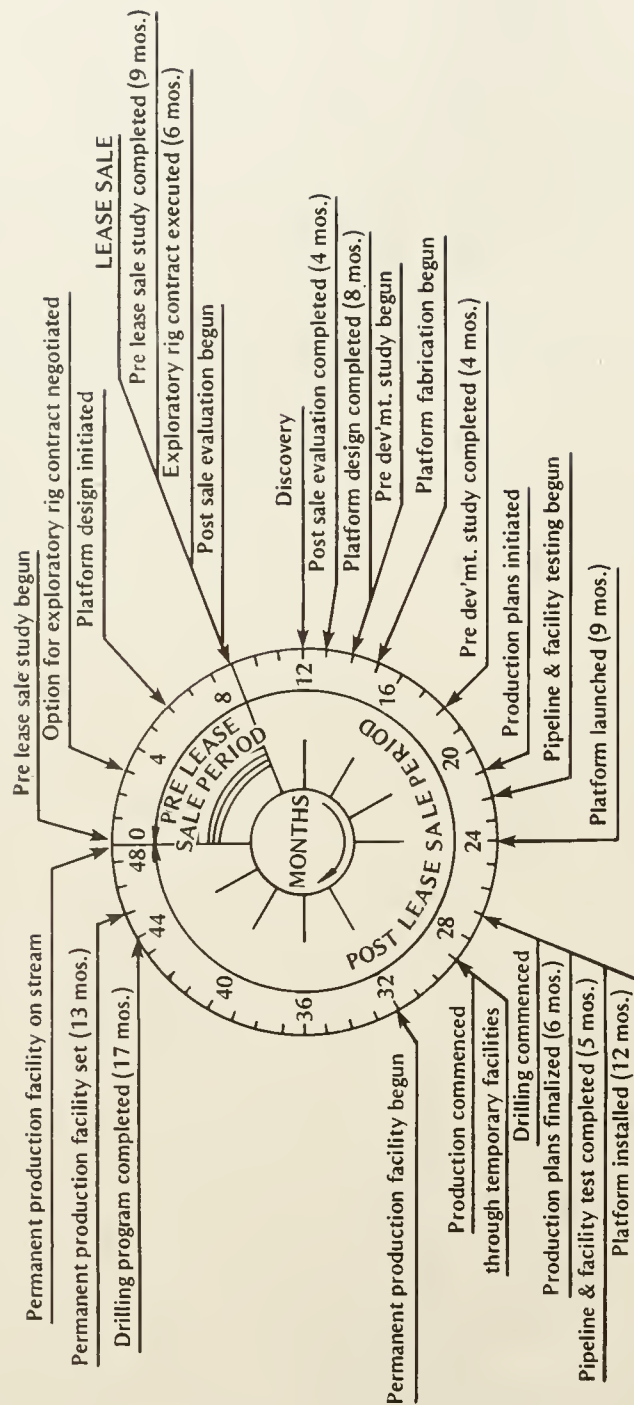 Pre lease sale study begun
Option for exploratory rig contract negotiated
Platform design initiated
LEASE SALE
Pre lease sale study completed (9 mos.)
Exploratory rig contract executed (6 mos.)
Post sale evaluation begun
Discovery
Post sale evaluation completed (4 mos.)
Platform design completed (8 mos.)
Pre dev'mt. study begun
Platform fabrication begun
Pre dev'mt. study completed (4 mos.)
Production plans initiated
Pipeline & facility testing begun
Platform launched (9 mos.)
Permanent production facility on stream
Permanent production facility set (13 mos.)
Drilling program completed (17 mos.)
Permanent production facility begun
Production commenced
through temporary facilities
Drilling commenced
Production plans finalized (6 mos.)
Pipeline & facility test completed (5 mos.)
Platform installed (12 mos.)
0
4
8
12
16
20
24
28
32
36
40
44
48
PRE LEASE
SALE PERIOD
MONTHS
POST LEASE SALE PERIOD